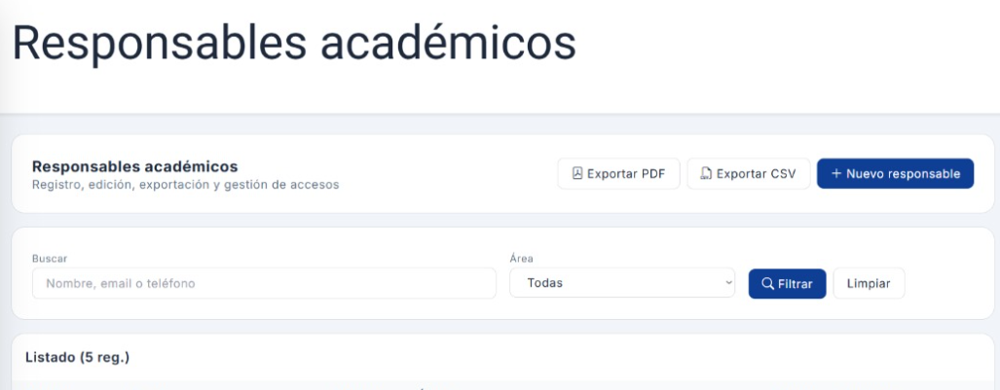 Responsables académicos
Responsables académicos
Registro, edición, exportación y gestión de accesos
Exportar PDF
Exportar CSV
+ Nuevo responsable
Buscar
Nombre, email o teléfono
Área
Todas
Filtrar
Limpiar
Listado (5 reg.)